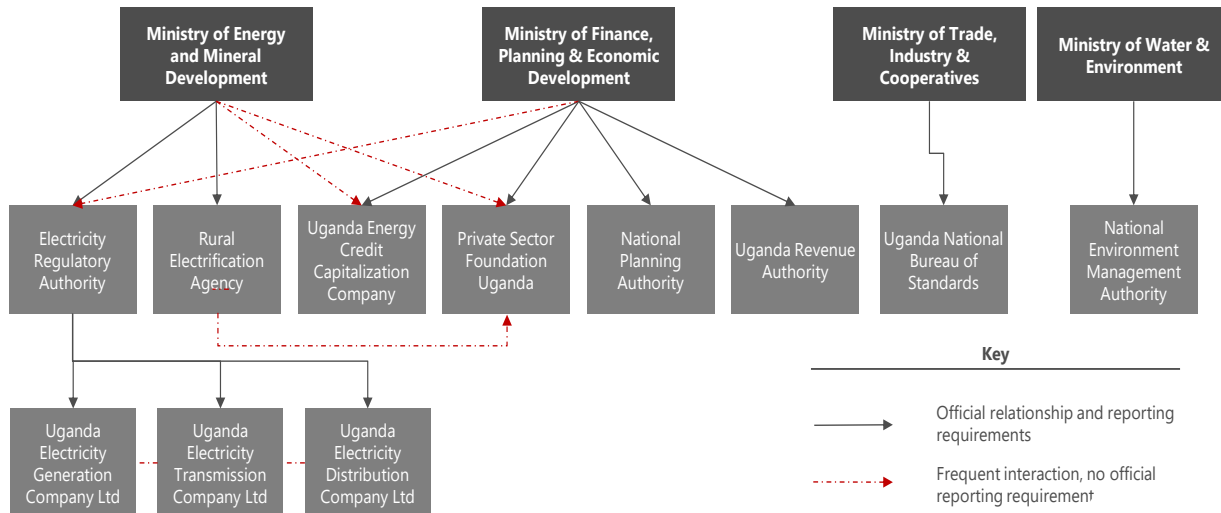 Ministry of Energy
and Mineral
Development
Ministry of Finance,
Planning & Economic
Development
Ministry of Trade,
Industry &
Cooperatives
Ministry of Water &
Environment
Electricity
Regulatory
Authority
Rural
Electrification
Agency
Uganda Energy
Credit
Capitalization
Company
Private Sector
Foundation
Uganda
National
Planning
Authority
Uganda Revenue
Authority
Uganda National
Bureau of
Standards
National
Environment
Management
Authority
Uganda
Electricity
Generation
Company Ltd
Uganda
Electricity
Transmission
Company Ltd
Uganda
Electricity
Distribution
Company Ltd
Key
Official relationship and reporting
requirements
Frequent interaction, no official
reporting requirement†